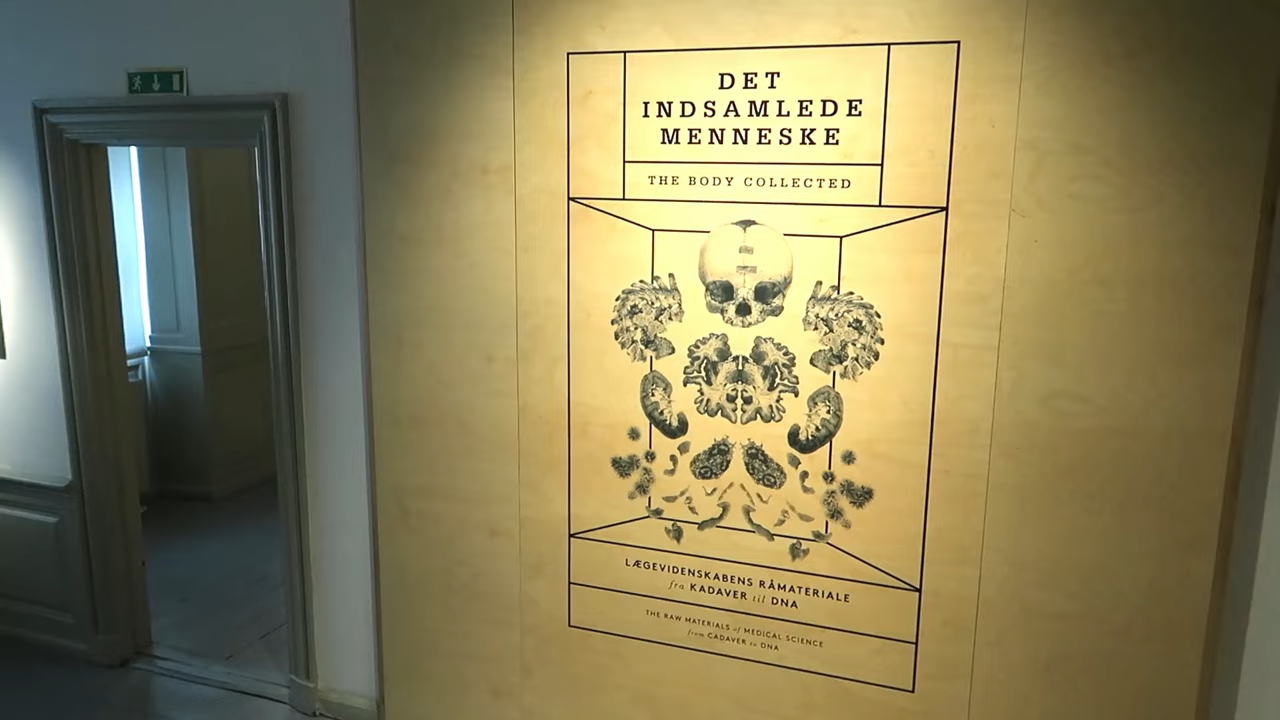 DET
INDSAMLEDE
MENNESKE
THE BODY COLLECTED
LÆGEVIDENSKABENS RÅMATERIALE
fra KADAVER til DNA
THE RAW MATERIALS of MEDICAL SCIENCE
from CADAVER to DNA